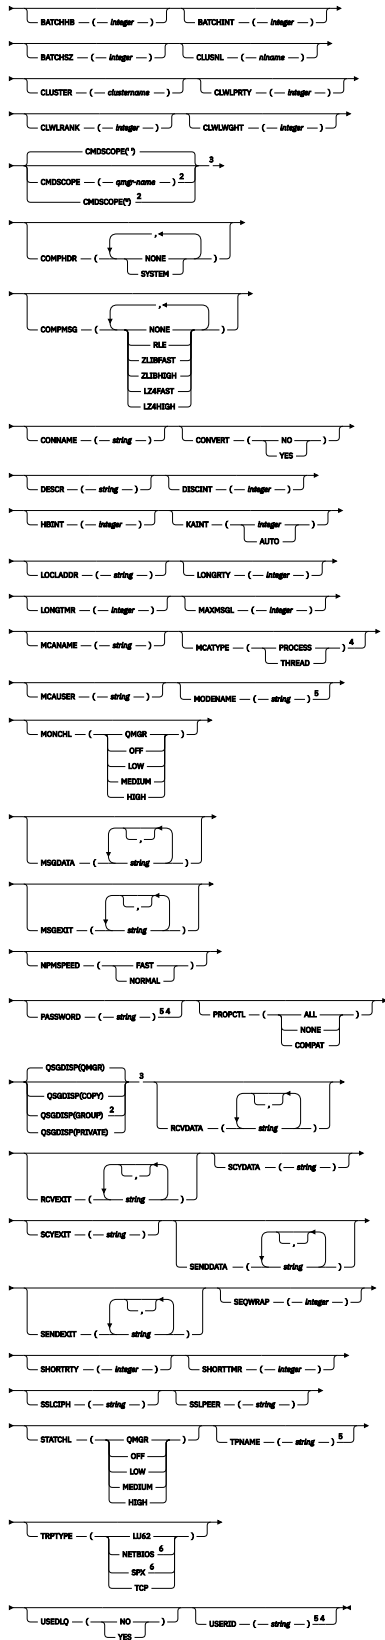 BATCHHB ( integer ) BATCHINT ( integer )
BATCHSZ ( integer ) CLUSNL ( nlname )
CLUSTER ( clustername ) CLWLPRTY ( integer )
CLWLRANK ( integer ) CLWLWGHT ( integer )
CMDSCOPE(' ')
3
CMDSCOPE ( qmgr-name ) 2
CMDSCOPE(*) 2
,
COMPHDR ( NONE )
SYSTEM
,
COMPMSG ( NONE )
RLE
ZLIBFAST
ZLIBHIGH
LZ4FAST
LZ4HIGH
CONNAME ( string ) CONVERT ( NO )
YES
DESCR ( string ) DISCINT ( integer )
HBINT ( integer ) KAINT ( integer )
AUTO
LOCLADDR ( string ) LONGRTY ( integer )
LONGTMR ( integer ) MAXMSGL ( integer )
MCANAME ( string ) MCATYPE ( PROCESS ) 4
THREAD
MCAUSER ( string ) MODENAME ( string ) 5
MONCHL ( QMGR )
OFF
LOW
MEDIUM
HIGH
,
MSGDATA ( string )
,
MSGEXIT ( string )
NPMSPEED ( FAST )
NORMAL
PASSWORD ( string ) 5 4 PROPCTL ( ALL )
NONE
COMPAT
QSGDISP(QMGR)
3
QSGDISP(COPY)
,
QSGDISP(GROUP) 2
RCVDATA ( string )
QSGDISP(PRIVATE)
,
SCYDATA ( string )
RCVEXIT ( string )
SCYEXIT ( string )
,
SENDDATA ( string )
,
SEQWRAP ( integer )
SENDEXIT ( string )
SHORTRTY ( integer ) SHORTTMR ( integer )
SSLCIPH ( string ) SSLPEER ( string )
STATCHL ( QMGR ) TPNAME ( string ) 5
OFF
LOW
MEDIUM
HIGH
TRPTYPE ( LU62 )
NETBIOS 6
SPX 6
TCP
USEDLQ ( NO ) USERID ( string ) 5 4
YES